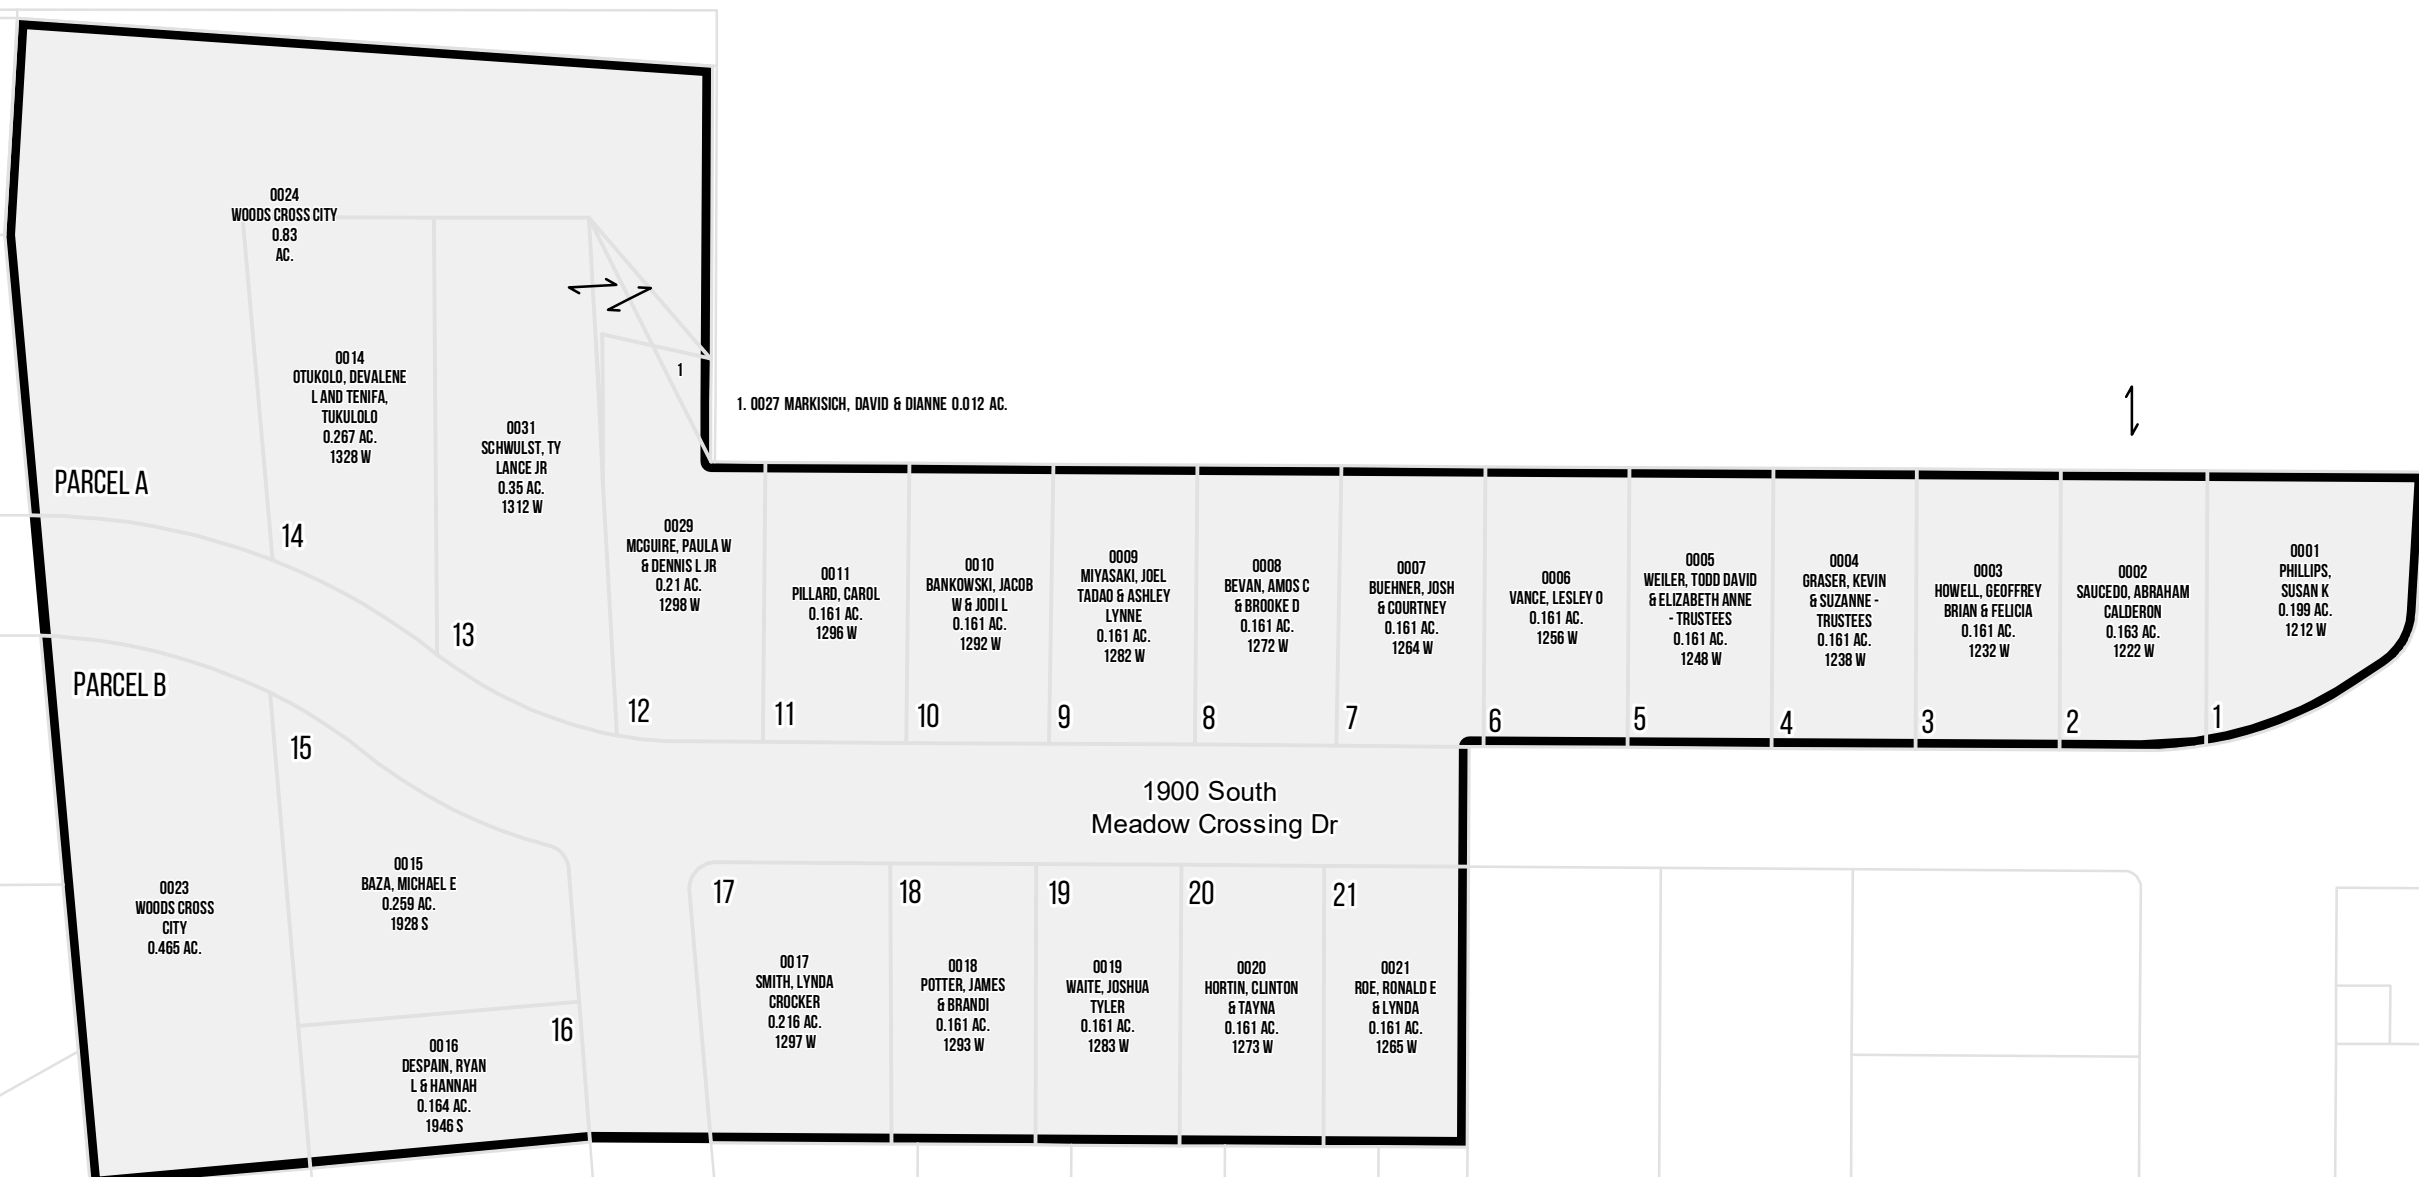 0024
WOODS CROSS CITY
0.83
AC.
0014
OTUKOLO, DEVALENE
L AND TENIFA,
TUKULOLO
0.267 AC.
1328 W
0031
SCHWULST, TY
LANCE JR
0.35 AC.
1312 W
1
1. 0027 MARKISICH, DAVID & DIANNE 0.012 AC.
PARCEL A
14
13
0029
MCGUIRE, PAULA W
& DENNIS L JR
0.21 AC.
1298 W
12
0011
PILLARD, CAROL
0.161 AC.
1296 W
11
0010
BANKOWSKI, JACOB
W & JODI L
0.161 AC.
1292 W
10
0009
MIYASAKI, JOEL
TADAO & ASHLEY
LYNNE
0.161 AC.
1282 W
9
0008
BEVAN, AMOS C
& BROOKE D
0.161 AC.
1272 W
8
0007
BUEHNER, JOSH
& COURTNEY
0.161 AC.
1264 W
7
0006
VANCE, LESLEY O
0.161 AC.
1256 W
6
0005
WEILER, TODD DAVID
& ELIZABETH ANNE
- TRUSTEES
0.161 AC.
1248 W
5
0004
GRASER, KEVIN
& SUZANNE -
TRUSTEES
0.161 AC.
1238 W
4
0003
HOWELL, GEOFFREY
BRIAN & FELICIA
0.161 AC.
1232 W
3
0002
SAUCEDO, ABRAHAM
CALDERON
0.163 AC.
1222 W
2
0001
PHILLIPS,
SUSAN K
0.199 AC.
1212 W
1
PARCEL B
15
1900 South
Meadow Crossing Dr
0023
WOODS CROSS
CITY
0.465 AC.
0015
BAZA, MICHAEL E
0.259 AC.
1928 S
16
0016
DESPAIN, RYAN
L & HANNAH
0.164 AC.
1946 S
17
0017
SMITH, LYNDA
CROCKER
0.216 AC.
1297 W
18
0018
POTTER, JAMES
& BRANDI
0.161 AC.
1293 W
19
0019
WAITE, JOSHUA
TYLER
0.161 AC.
1283 W
20
0020
HORTIN, CLINTON
& TAYNA
0.161 AC.
1273 W
21
0021
ROE, RONALD E
& LYNDA
0.161 AC.
1265 W